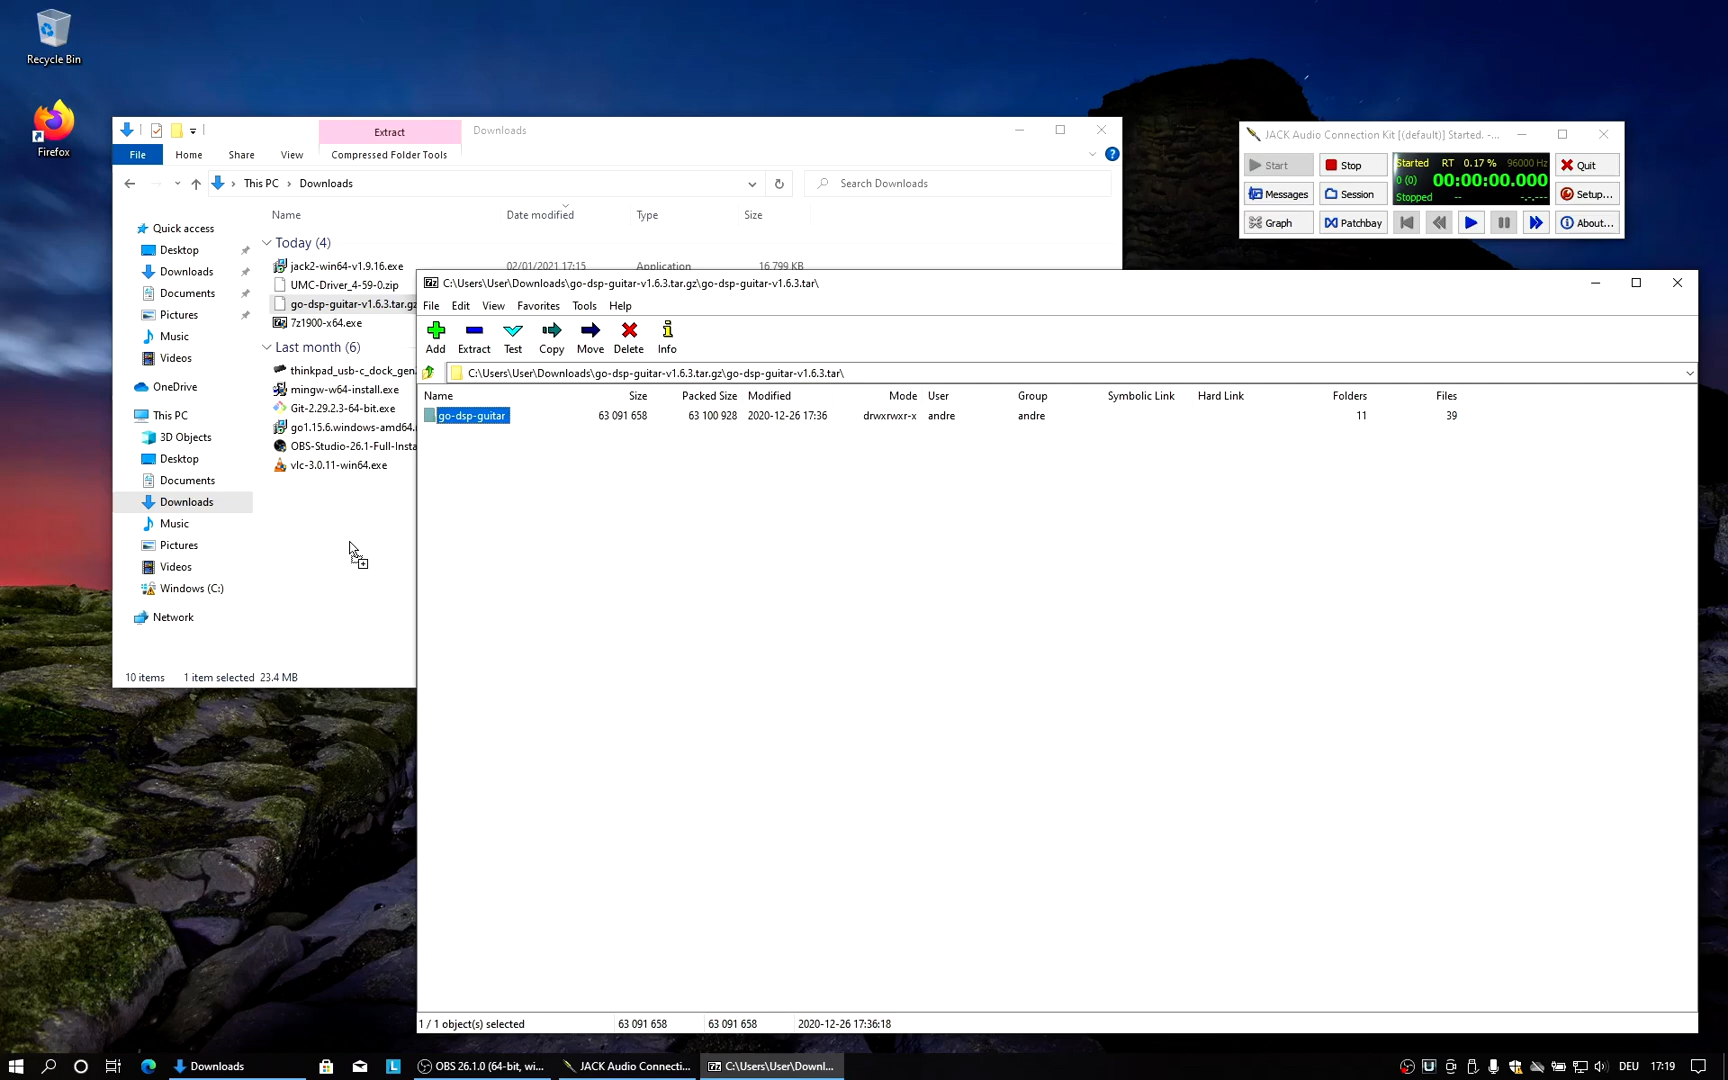 Recycle Bin
Firefox
Extract
Downloads
File
Home
Share
View
Compressed Folder Tools
This PC
Downloads
Search Downloads
Name
Date modified
Type
Size
Quick access
Desktop
Downloads
Documents
Pictures
Music
Videos
OneDrive
This PC
3D Objects
Desktop
Documents
Downloads
Music
Pictures
Videos
Windows (C:)
Network
Today (4)
jack2-win64-v1.9.16.exe 02/01/2021 17:15 Application 16,799 KB
UMC-Driver_4-59-0.zip
go-dsp-guitar-v1.6.3.tar.gz
7z1900-x64.exe
Last month (6)
thinkpad_usb-c_dock_gen
mingw-w64-install.exe
Git-2.29.2.3-64-bit.exe
go1.15.6.windows-amd64.
OBS-Studio-26.1-Full-Insta
vlc-3.0.11-win64.exe
10 items 1 item selected 23.4 MB
JACK Audio Connection Kit [(default)] Started. -...
Start
Stop
Started RT 0.17 % 96000 Hz
0 (0) 00:00:00.000
Stopped -- -.-.---
Quit
Messages
Session
Setup...
Graph
Patchbay
About...
C:\Users\User\Downloads\go-dsp-guitar-v1.6.3.tar.gz\go-dsp-guitar-v1.6.3.tar\
File Edit View Favorites Tools Help
Add Extract Test Copy Move Delete Info
C:\Users\User\Downloads\go-dsp-guitar-v1.6.3.tar.gz\go-dsp-guitar-v1.6.3.tar\
Name Size Packed Size Modified Mode User Group Symbolic Link Hard Link Folders Files
go-dsp-guitar 63 091 658 63 100 928 2020-12-26 17:36 drwxrwxr-x andre andre 11 39
1 / 1 object(s) selected 63 091 658 63 091 658 2020-12-26 17:36:18
Downloads
L
OBS 26.1.0 (64-bit, wi...
JACK Audio Connecti...
C:\Users\User\Downl...
DEU
17:19